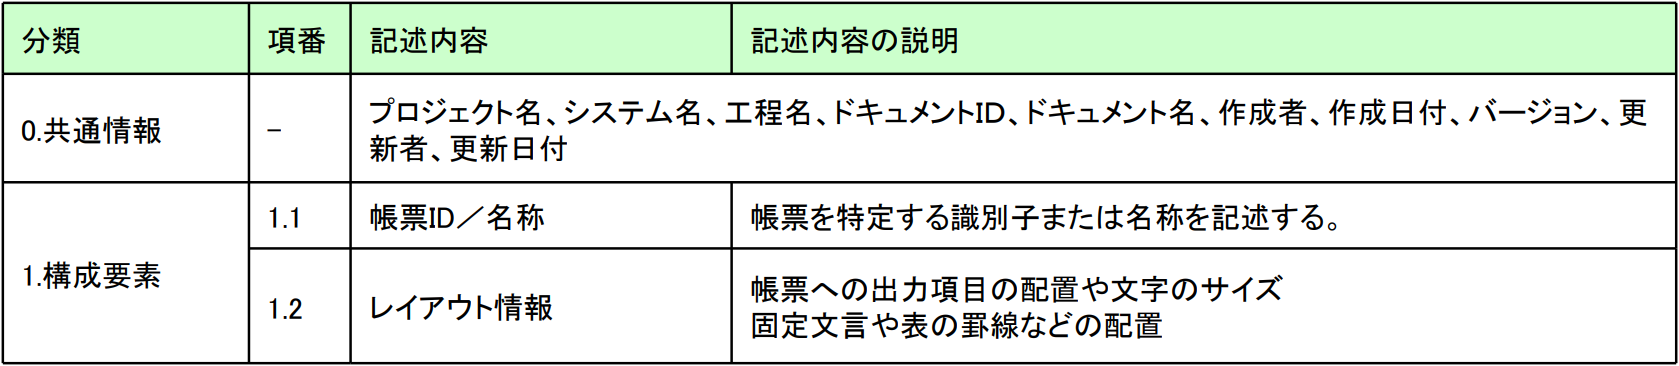 分類 項番 記述内容 記述内容の説明
0.共通情報 - プロジェクト名、システム名、工程名、ドキュメントID、ドキュメント名、作成者、作成日付、バージョン、更
新者、更新日付
1.構成要素 1.1 帳票ID／名称 帳票を特定する識別子または名称を記述する。
1.2 レイアウト情報 帳票への出力項目の配置や文字のサイズ
固定文言や表の罫線などの配置